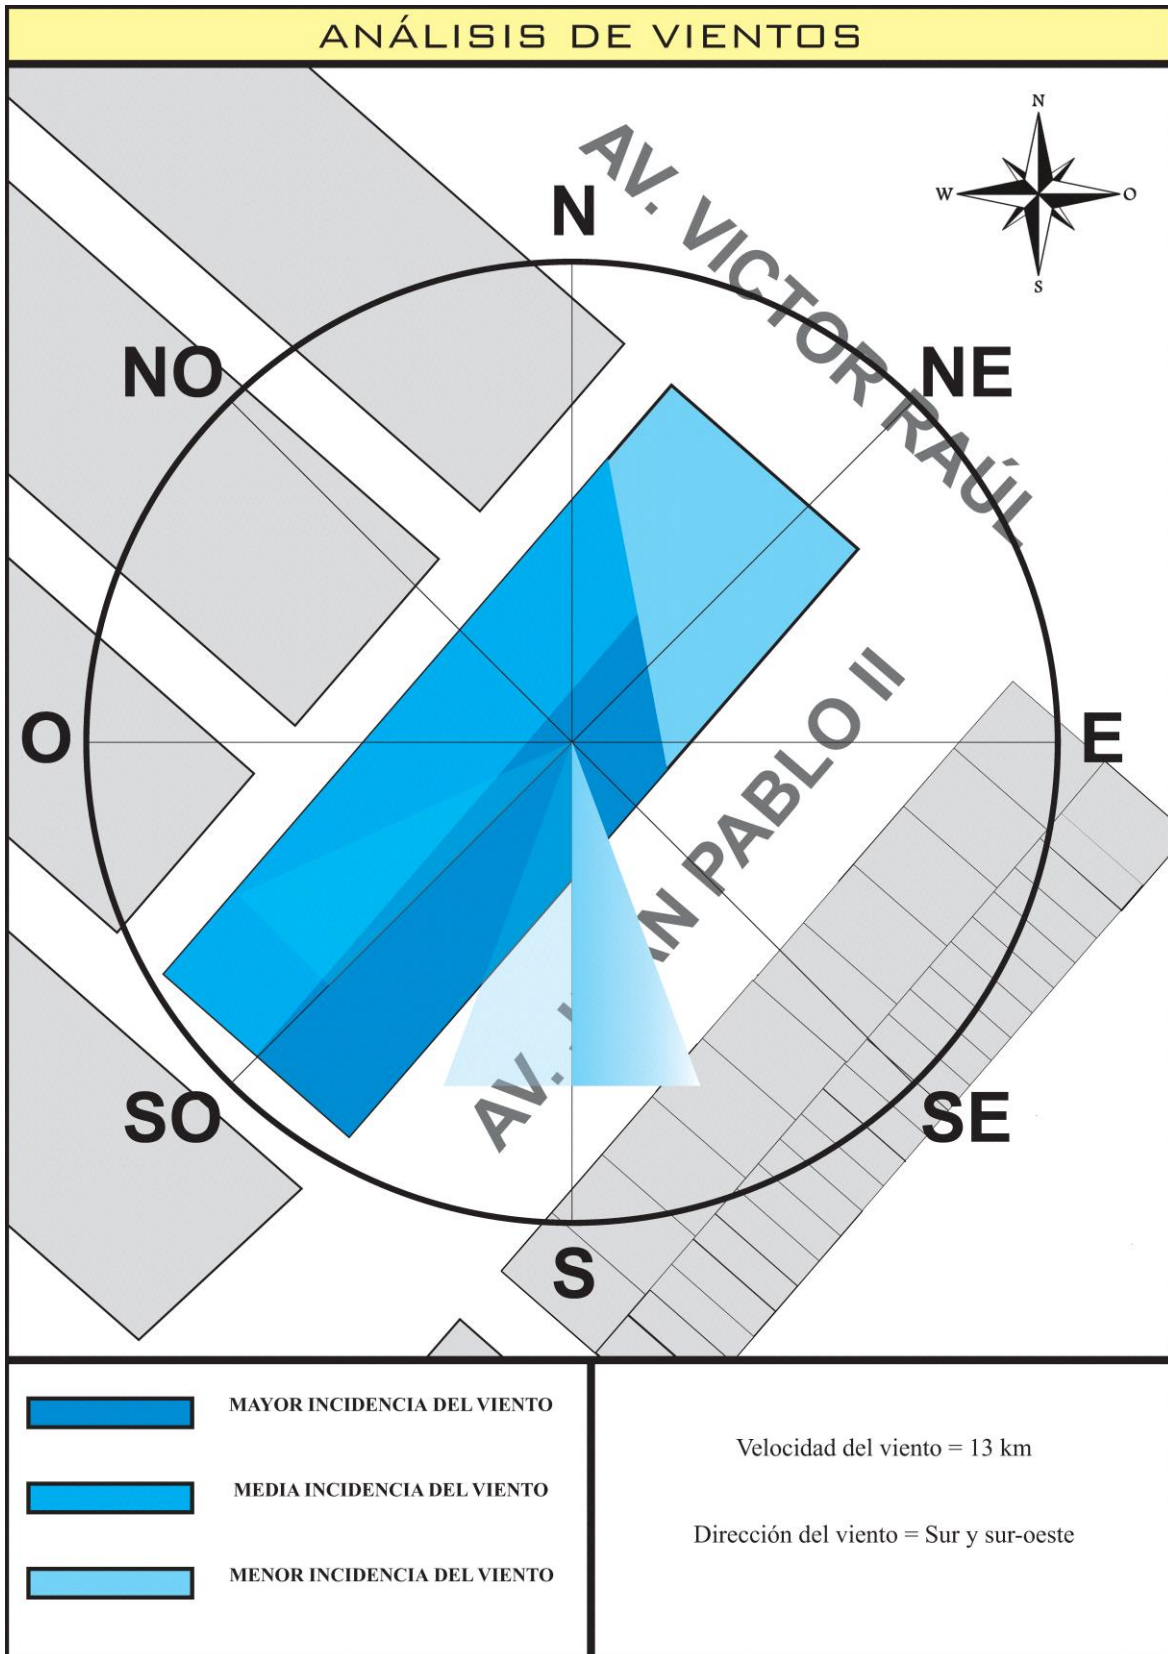 ANÁLISIS DE VIENTOS
N
W
O
S
AV. VICTOR RAÚL
N
NO
NE
O
E
AV. JUAN PABLO II
SO
SE
S
MAYOR INCIDENCIA DEL VIENTO
MEDIA INCIDENCIA DEL VIENTO
MENOR INCIDENCIA DEL VIENTO
Velocidad del viento = 13 km
Dirección del viento = Sur y sur-oeste